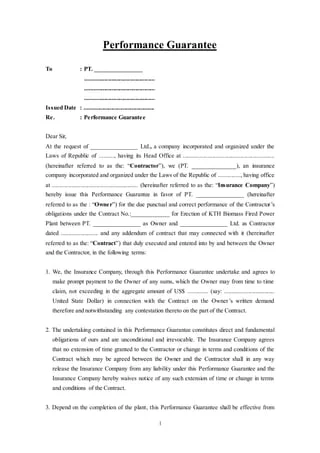 Performance Guarantee
To : PT. ________________
..............................................
..............................................
..............................................
Issued Date : ..............................................
Re. : Performance Guarantee
Dear Sir,
At the request of ________________ Ltd., a company incorporated and organized under the
Laws of Republic of ........., having its Head Office at ......................................................
(hereinafter referred to as the: “Contractor”), we (PT. ________________), an insurance
company incorporated and organized under the Laws of the Republic of .............., having office
at ..................................................... (hereinafter referred to as the: “Insurance Company”)
hereby issue this Performance Guarantee in favor of PT. ________________ (hereinafter
referred to as the : “Owner”) for the due punctual and correct performance of the Contractor’s
obligations under the Contract No.:_____________ for Erection of KTH Biomass Fired Power
Plant between PT. ________________ as Owner and ________________ Ltd. as Contractor
dated ...................... and any addendum of contract that may connected with it (hereinafter
referred to as the: “Contract”) that duly executed and entered into by and between the Owner
and the Contractor, in the following terms:
1. We, the Insurance Company, through this Performance Guarantee undertake and agrees to
make prompt payment to the Owner of any sums, which the Owner may from time to time
claim, not exceeding in the aggregate amount of US$ ............. (say: ..............................
United State Dollar) in connection with the Contract on the Owner’s written demand
therefore and notwithstanding any contestation thereto on the part of the Contract.
2. The undertaking contained in this Performance Guarantee constitutes direct and fundamental
obligations of ours and am unconditional and irrevocable. The Insurance Company agrees
that no extension of time granted to the Contractor or change in terms and conditions of the
Contract which may be agreed between the Owner and the Contractor shall in any way
release the Insurance Company from any liability under this Performance Guarantee and the
Insurance Company hereby waives notice of any such extension of time or change in terms
and conditions of the Contract.
3. Depend on the completion of the plant, this Performance Guarantee shall be effective from
1